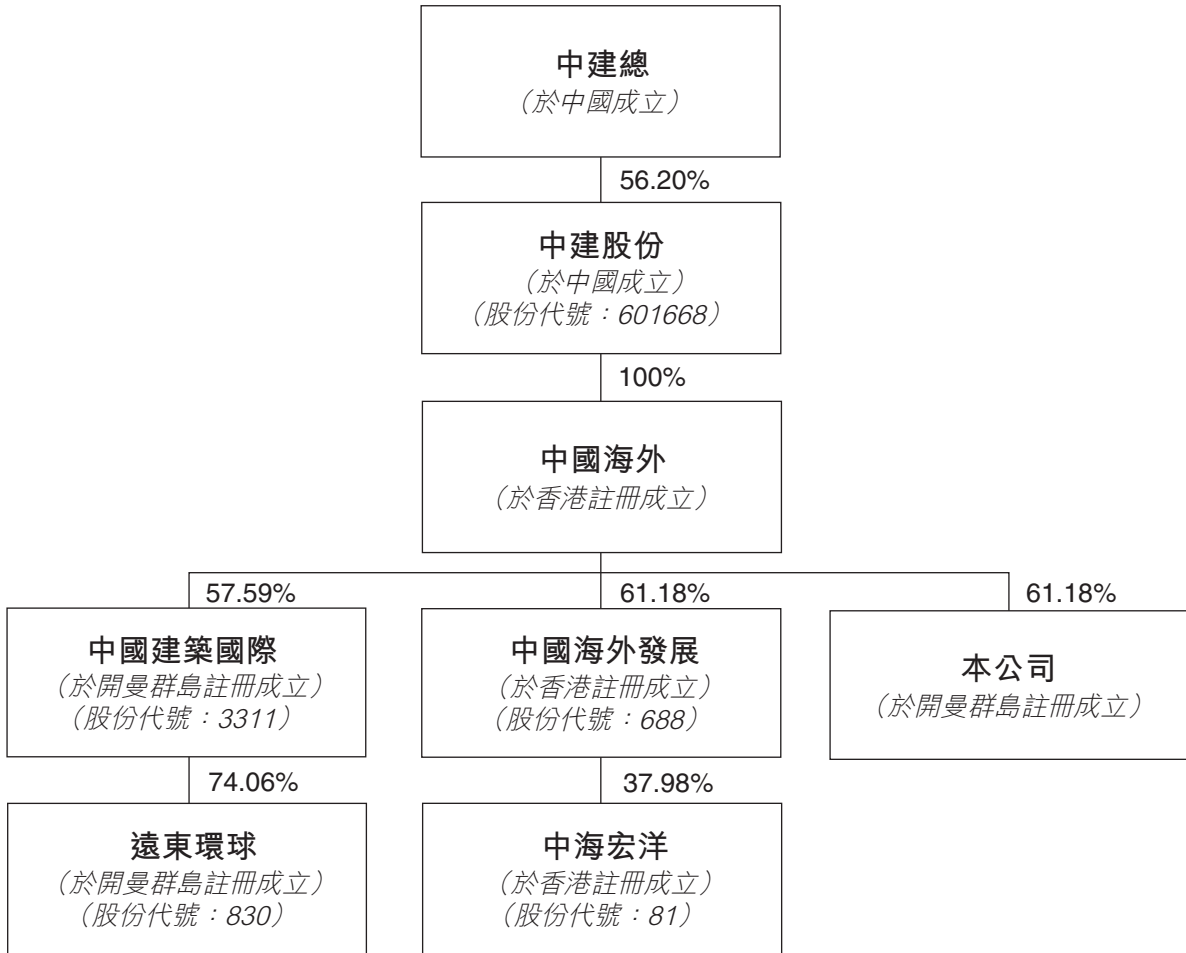 中建總
（於中國成立）
56.20%
中建股份
（於中國成立）
（股份代號：601668）
100%
中國海外
（於香港註冊成立）
57.59%
61.18%
61.18%
中國建築國際
（於開曼群島註冊成立）
（股份代號：3311）
中國海外發展
（於香港註冊成立）
（股份代號：688）
本公司
（於開曼群島註冊成立）
74.06%
37.98%
遠東環球
（於開曼群島註冊成立）
（股份代號：830）
中海宏洋
（於香港註冊成立）
（股份代號：81）